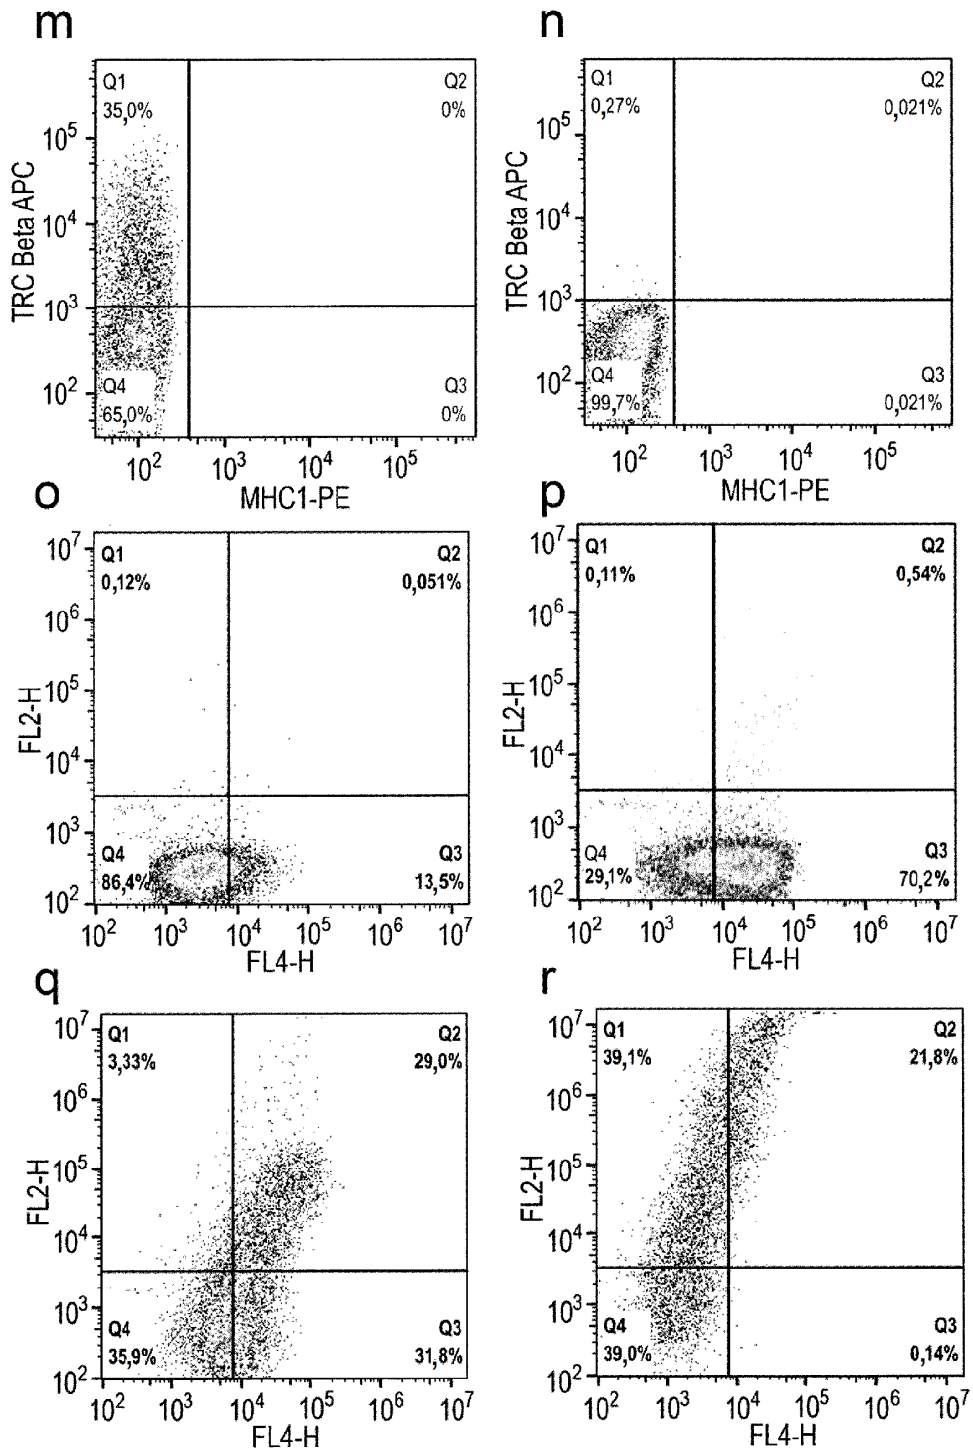 m
Q1
35,0%
Q2
0%
Q4
65,0%
Q3
0%
10^5
10^4
10^3
10^2
TRC Beta APC
10^2 10^3 10^4 10^5
MHC1-PE
n
Q1
0,27%
Q2
0,021%
Q4
99,7%
Q3
0,021%
10^5
10^4
10^3
10^2
TRC Beta APC
10^2 10^3 10^4 10^5
MHC1-PE
o
Q1
0,12%
Q2
0,051%
Q4
86,4%
Q3
13,5%
10^7
10^6
10^5
10^4
10^3
10^2
FL2-H
10^2 10^3 10^4 10^5 10^6 10^7
FL4-H
p
Q1
0,11%
Q2
0,54%
Q4
29,1%
Q3
70,2%
10^7
10^6
10^5
10^4
10^3
10^2
FL2-H
10^2 10^3 10^4 10^5 10^6 10^7
FL4-H
q
Q1
3,33%
Q2
29,0%
Q4
35,9%
Q3
31,8%
10^7
10^6
10^5
10^4
10^3
10^2
FL2-H
10^2 10^3 10^4 10^5 10^6 10^7
FL4-H
r
Q1
39,1%
Q2
21,8%
Q4
39,0%
Q3
0,14%
10^7
10^6
10^5
10^4
10^3
10^2
FL2-H
10^2 10^3 10^4 10^5 10^6 10^7
FL4-H